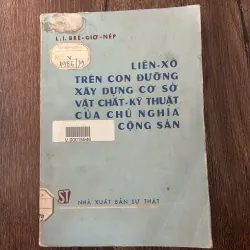 L.I. BRÊ-GIƠ-NÉP
LIÊN-XÔ
TRÊN CON ĐƯỜNG
XÂY DỰNG CƠ SỞ
VẬT CHẤT-KỸ THUẬT
CỦA CHỦ NGHĨA
CỘNG SẢN
ST
NHÀ XUẤT BẢN SỰ THẬT